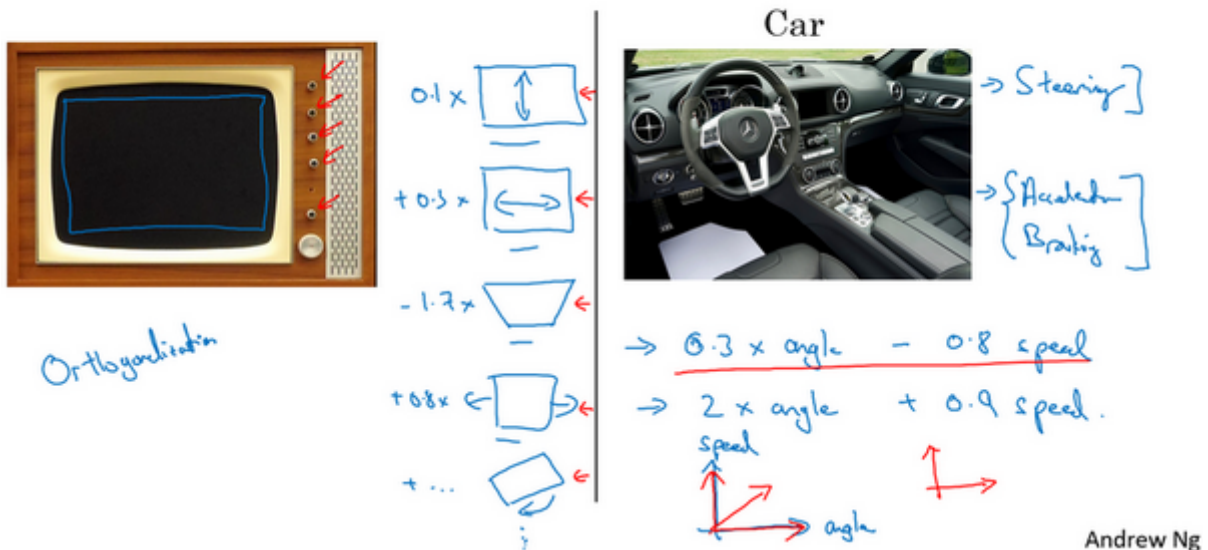 Orthogonalization
0.1 x
+ 0.3 x
- 1.7 x
+ 0.8 x
+ ...
Car
→ Steering ]
→ { Acceleration
Braking ]
→ 0.3 x angle - 0.8 speed
→ 2 x angle + 0.9 speed.
speed
angle
Andrew Ng